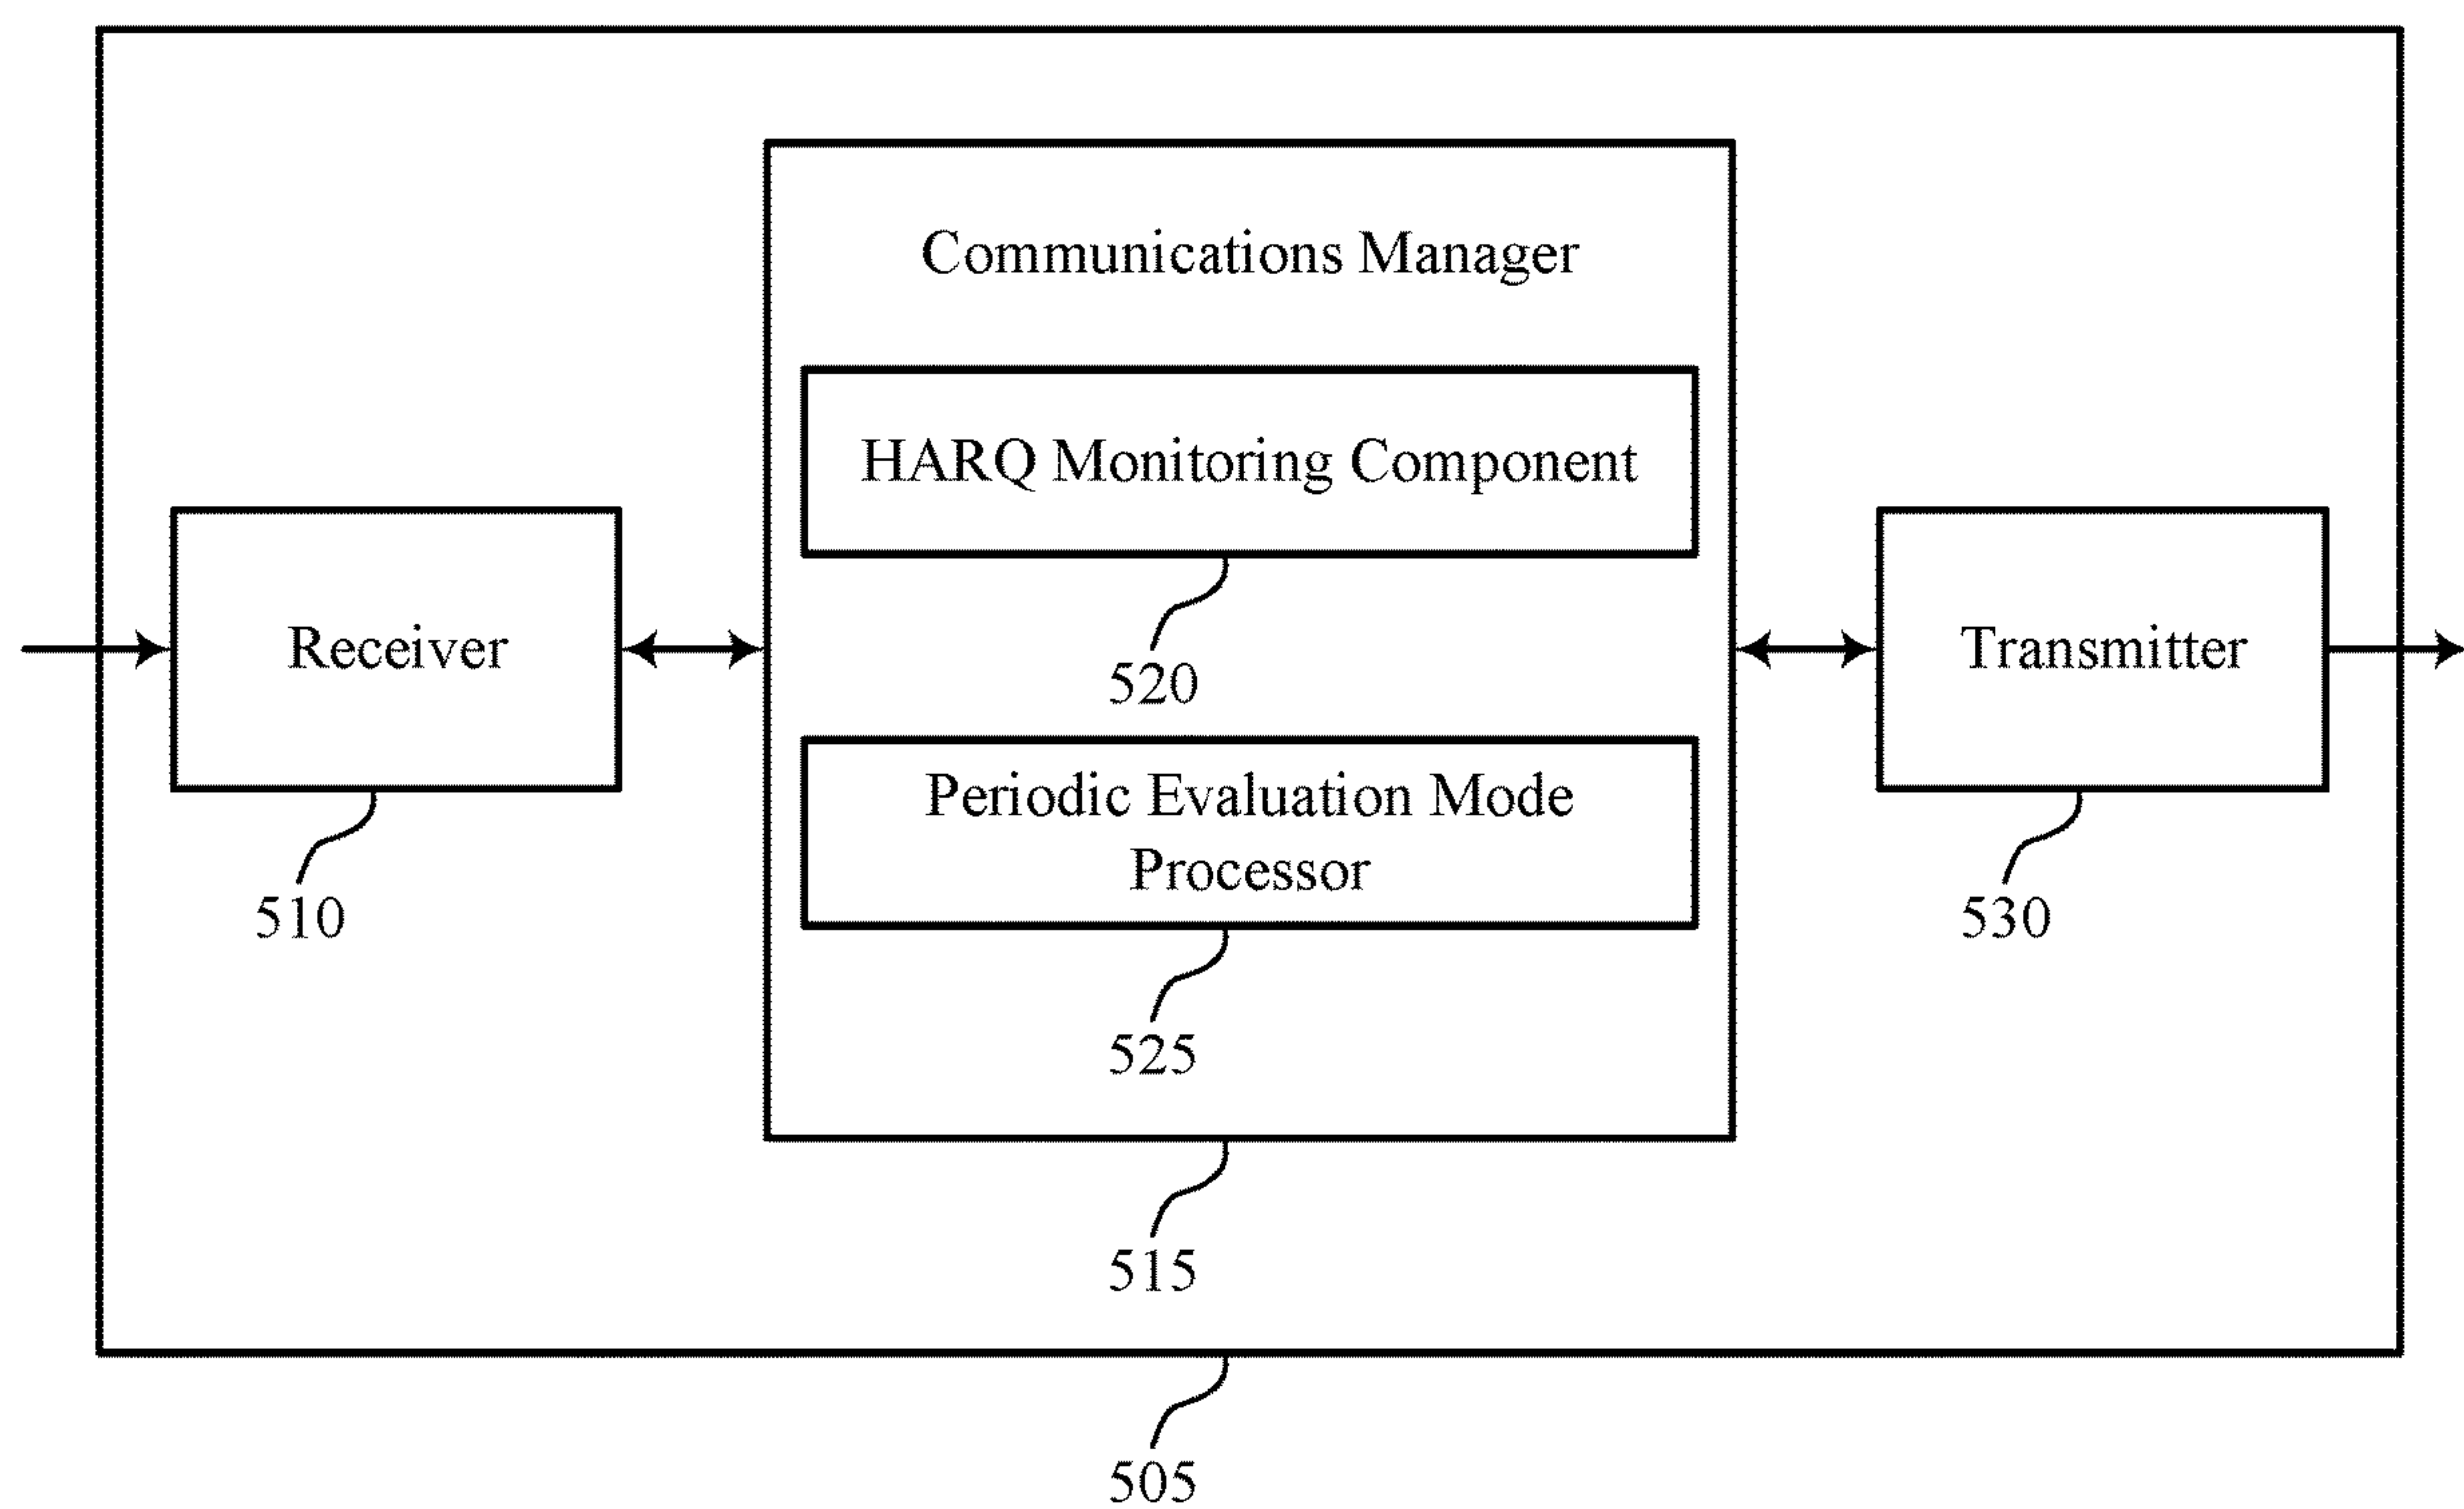 Communications Manager
HARQ Monitoring Component
Receiver
Transmitter
520
Periodic Evaluation Mode
Processor
510
530
525
515
505